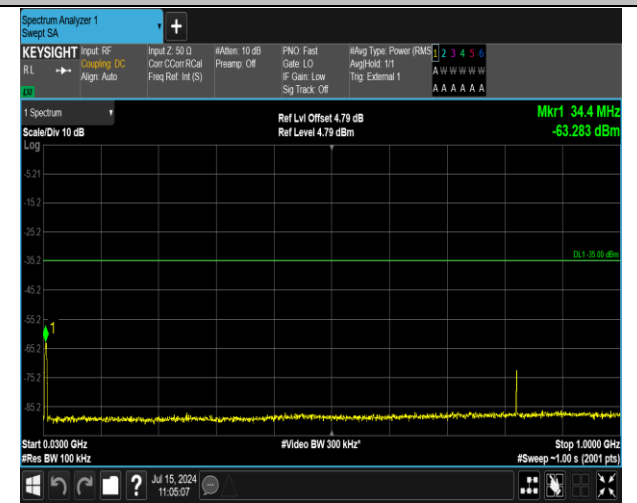 Spectrum Analyzer 1
Swept SA
+
KEYSIGHT Input: RF Input Z: 50 Ω #Atten: 10 dB PNO: Fast #Avg Type: Power (RMS 1 2 3 4 5 6
RL Coupling: DC Corr CCorr RCal Preamp: Off Gate: LO Avg|Hold: 1/1 A W W W W W
Align: Auto Freq Ref: Int (S) IF Gain: Low Trig: External 1
Sig Track: Off A A A A A A
1 Spectrum Ref Lvl Offset 4.79 dB Mkr1 34.4 MHz
Scale/Div 10 dB Ref Level 4.79 dBm -63.283 dBm
Log
-5.21
-15.2
-25.2
DL1 -35.00 dBm
-35.2
-45.2
-55.2
1
-65.2
-75.2
-85.2
Start 0.0300 GHz #Video BW 300 kHz* Stop 1.0000 GHz
#Res BW 100 kHz #Sweep ~1.00 s (2001 pts)
? Jul 15, 2024
11:05:07